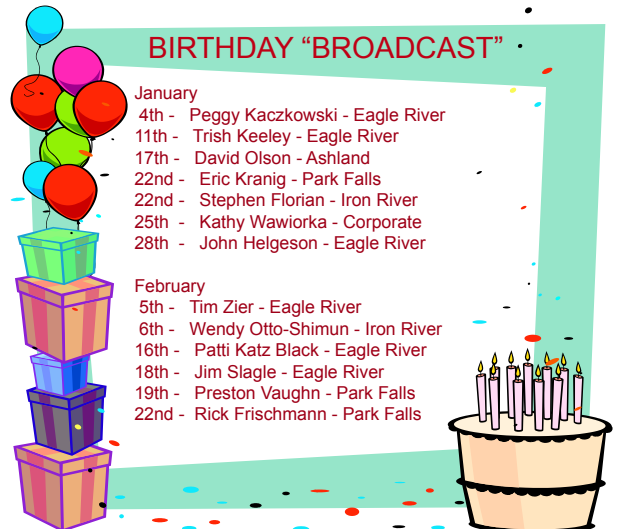 BIRTHDAY “BROADCAST”
January
4th - Peggy Kaczkowski - Eagle River
11th - Trish Keeley - Eagle River
17th - David Olson - Ashland
22nd - Eric Kranig - Park Falls
22nd - Stephen Florian - Iron River
25th - Kathy Wawiorka - Corporate
28th - John Helgeson - Eagle River
February
5th - Tim Zier - Eagle River
6th - Wendy Otto-Shimun - Iron River
16th - Patti Katz Black - Eagle River
18th - Jim Slagle - Eagle River
19th - Preston Vaughn - Park Falls
22nd - Rick Frischmann - Park Falls